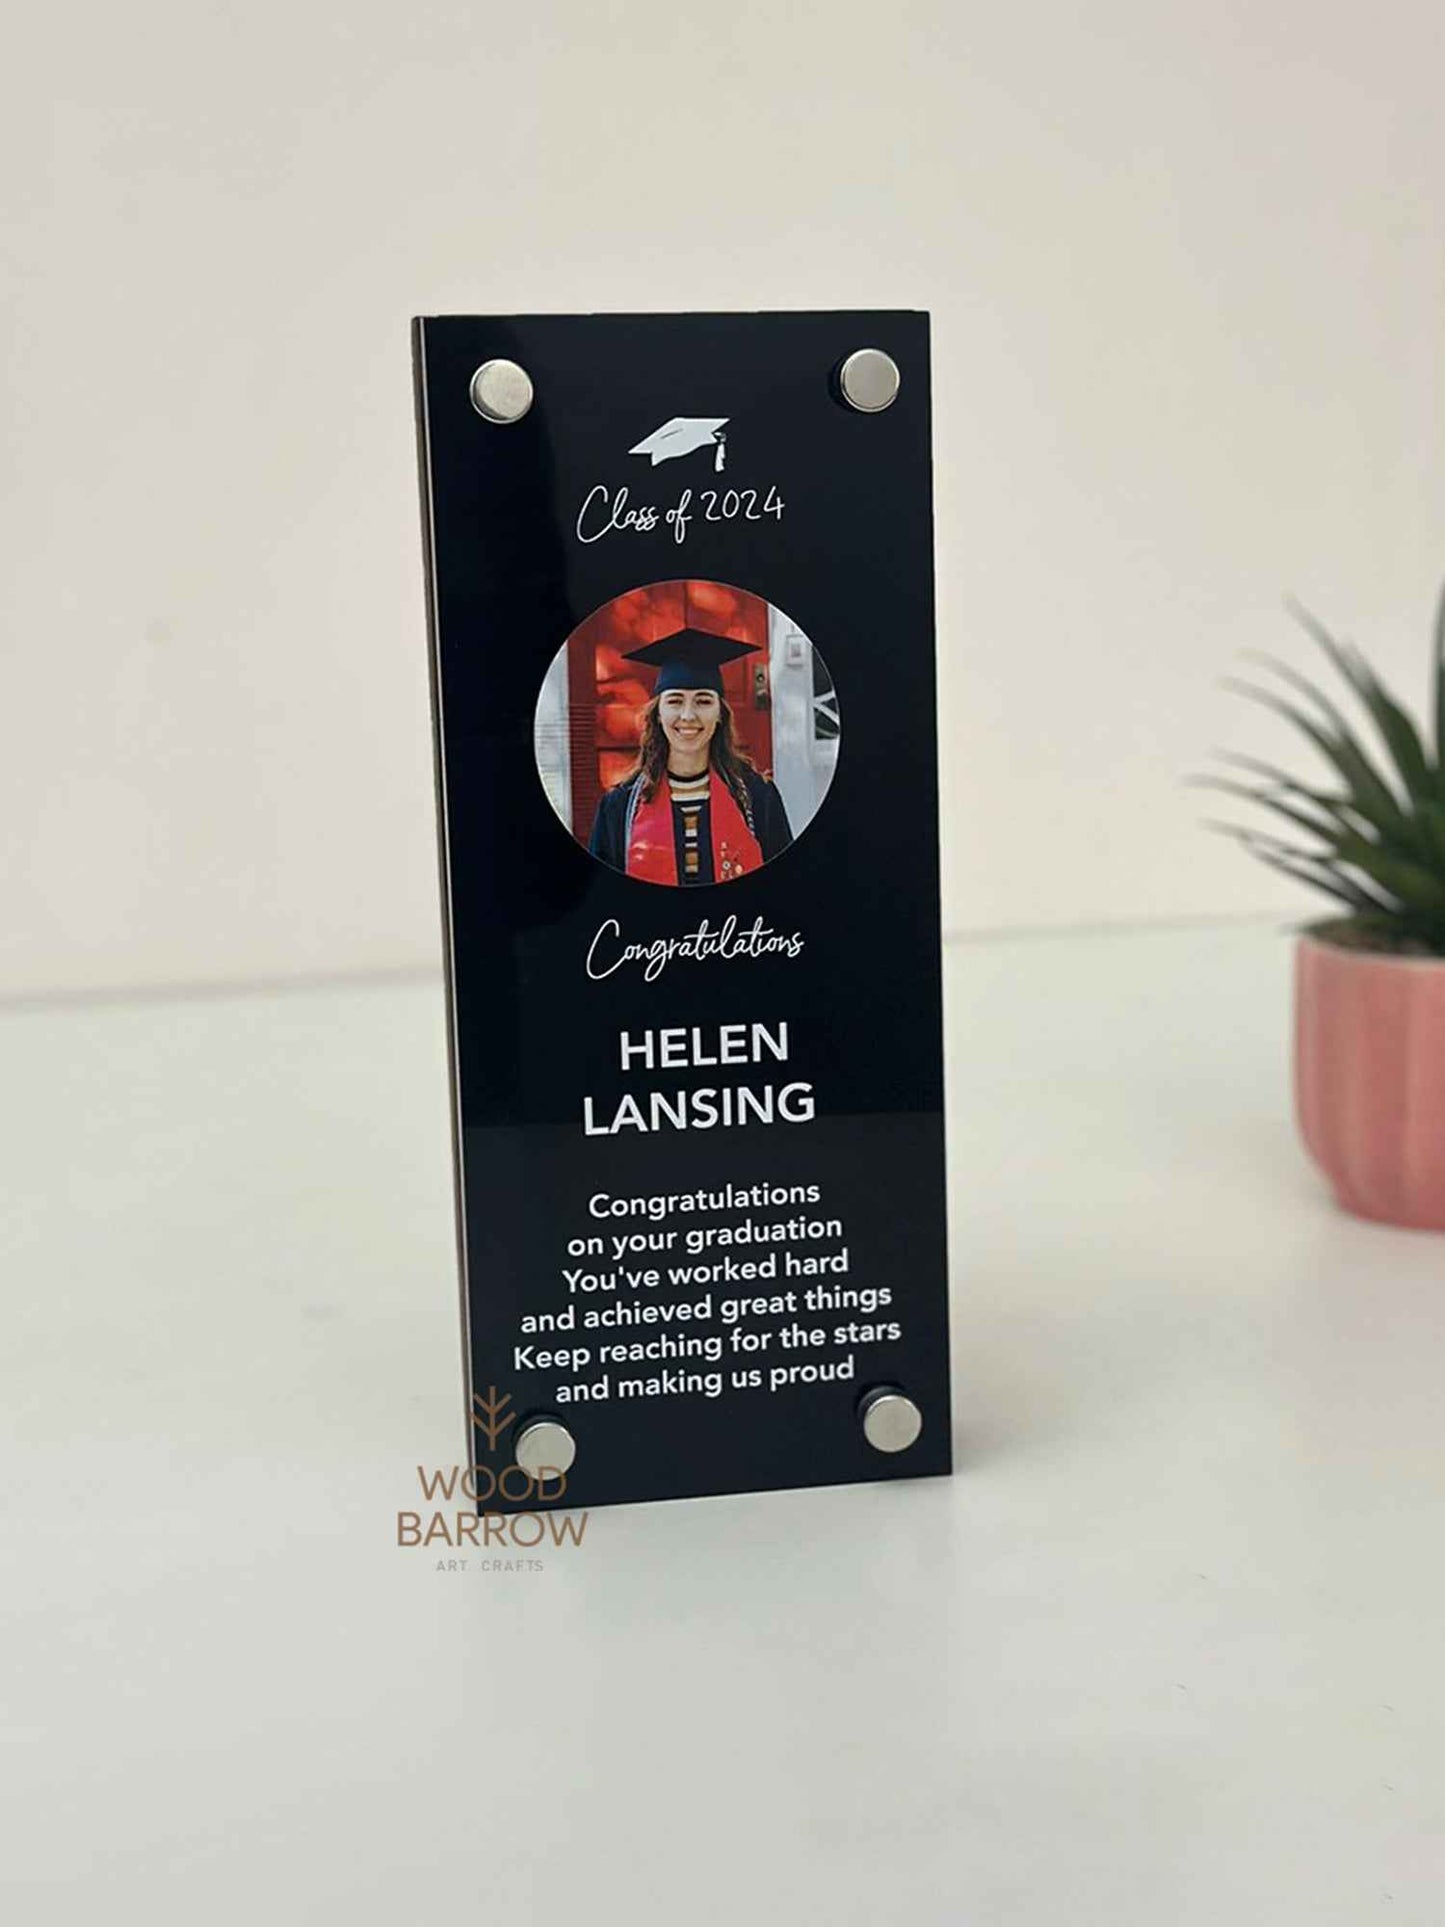 Class of 2024
Congratulations
HELEN
LANSING
Congratulations
on your graduation
You've worked hard
and achieved great things
Keep reaching for the stars
and making us proud
WOOD
BARROW
ART CRAFTS